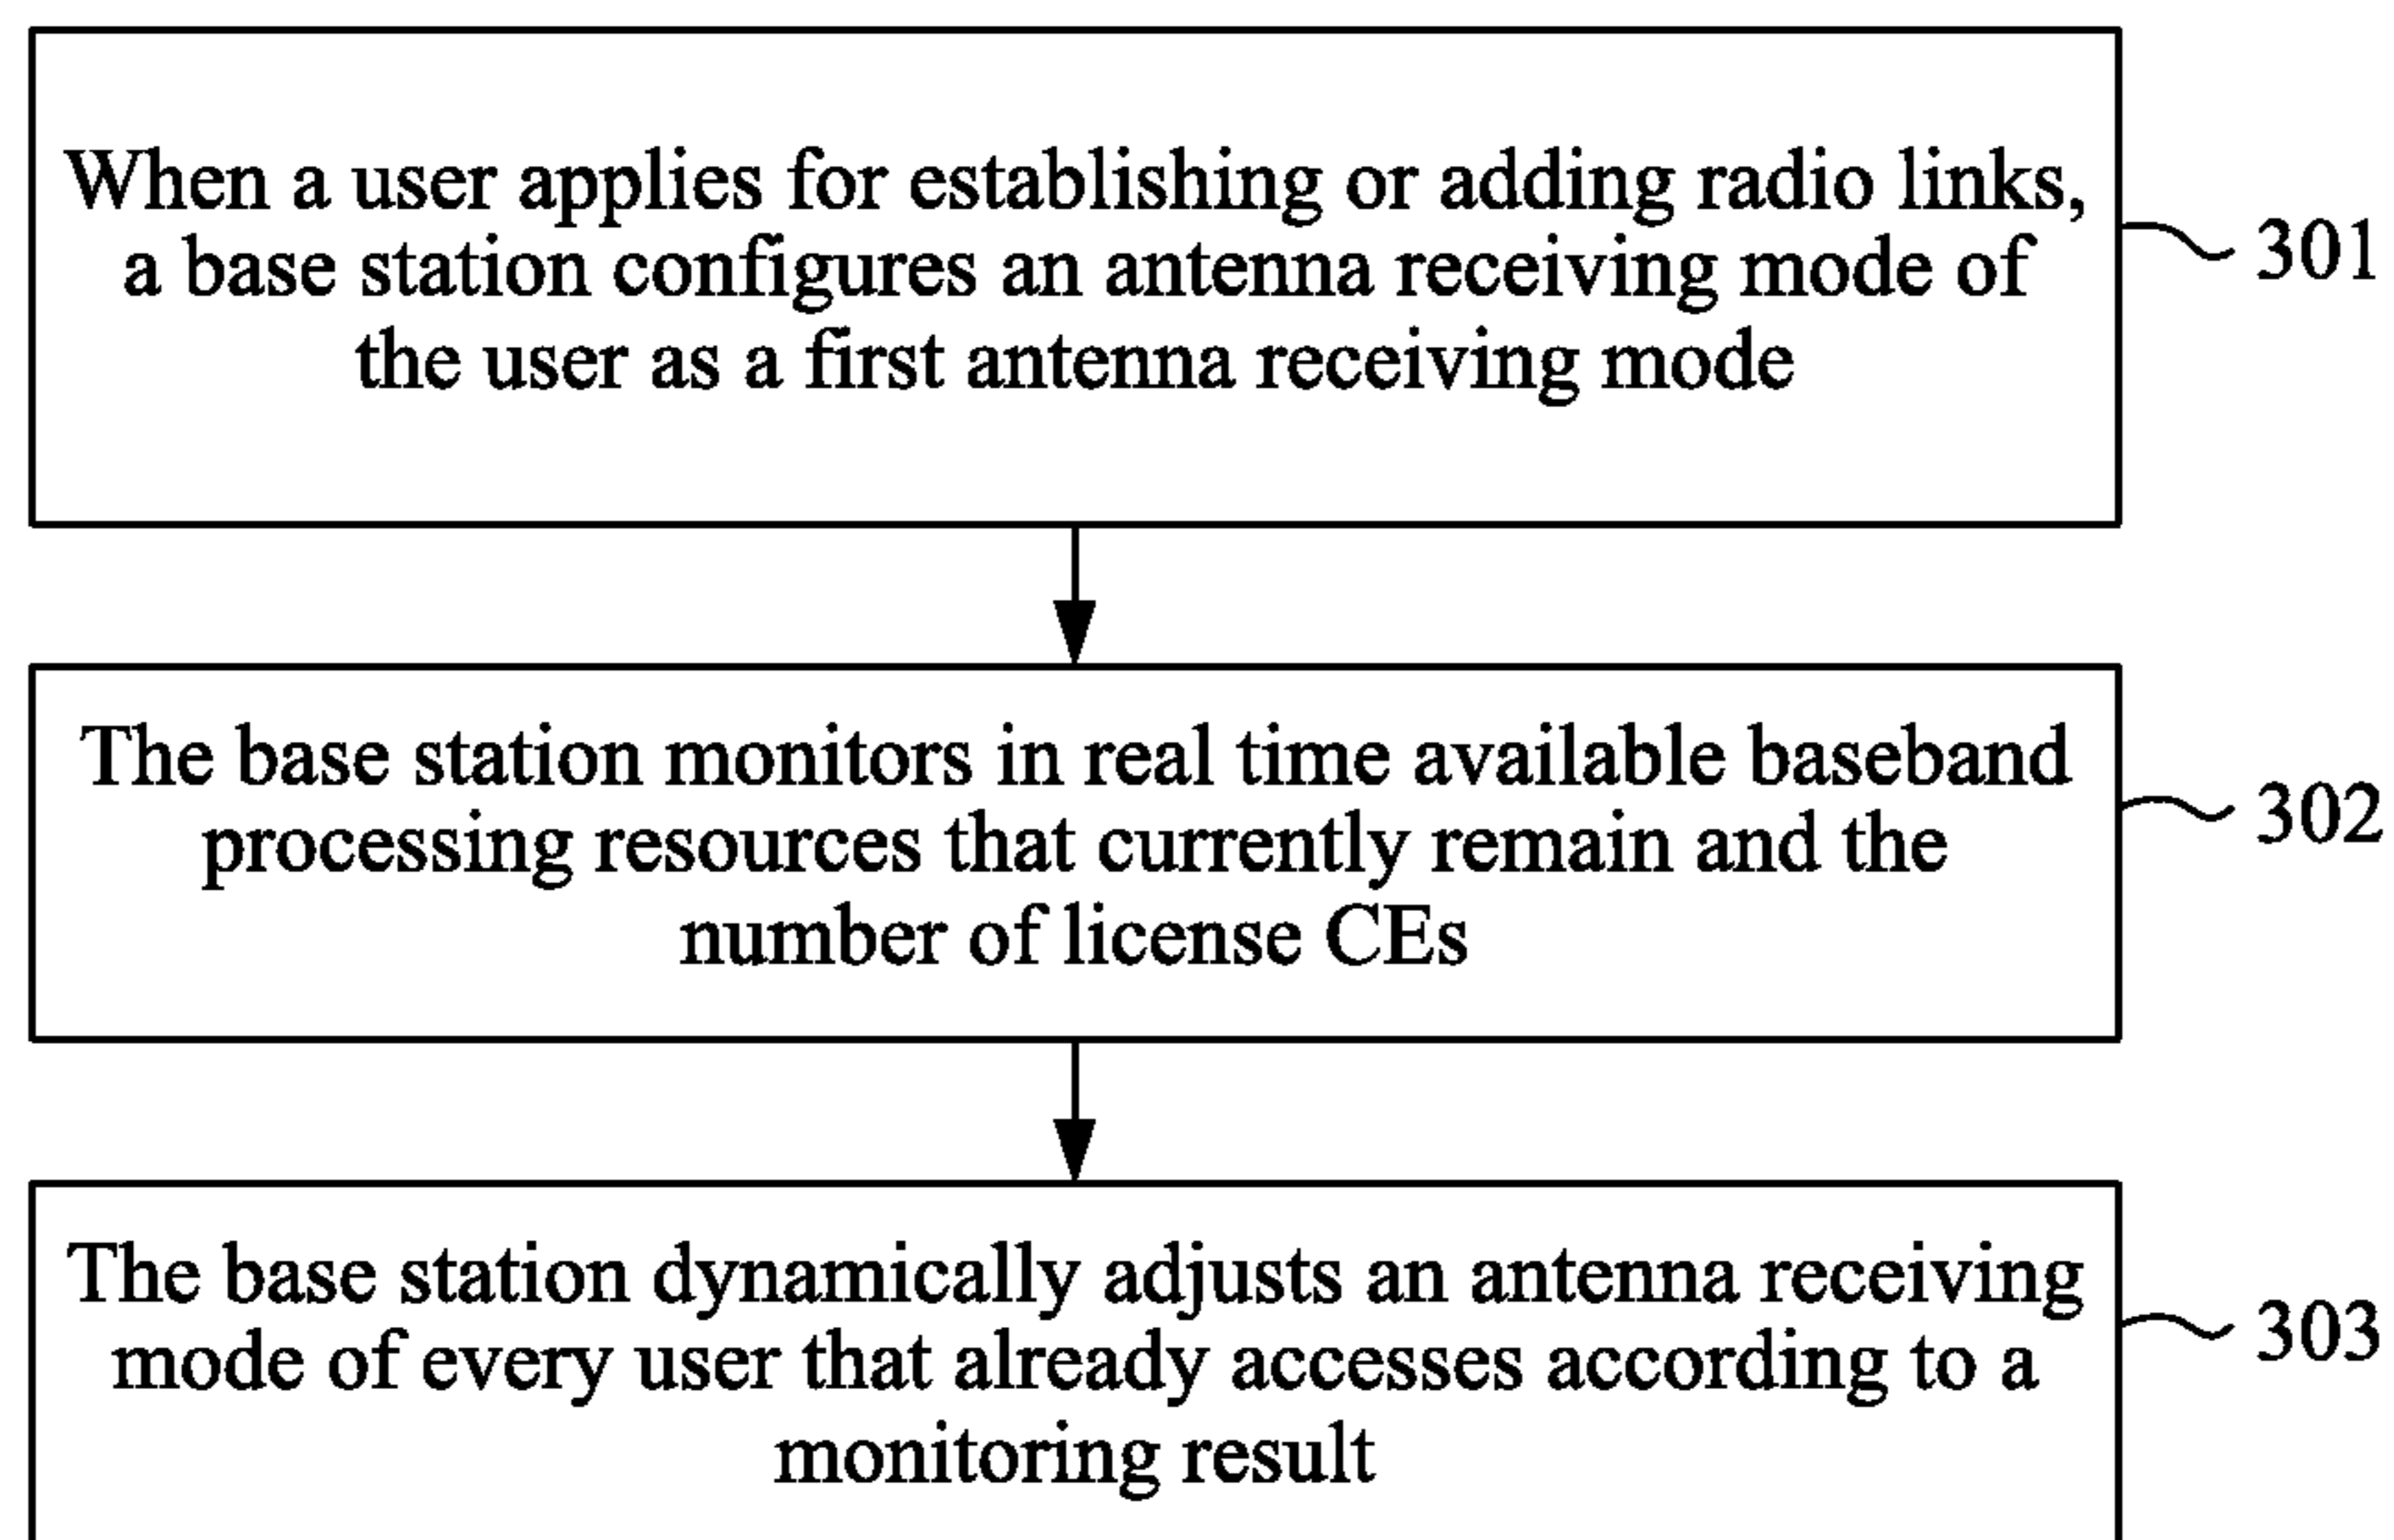 When a user applies for establishing or adding radio links,
a base station configures an antenna receiving mode of
the user as a first antenna receiving mode
301
The base station monitors in real time available baseband
processing resources that currently remain and the
number of license CEs
302
The base station dynamically adjusts an antenna receiving
mode of every user that already accesses according to a
monitoring result
303